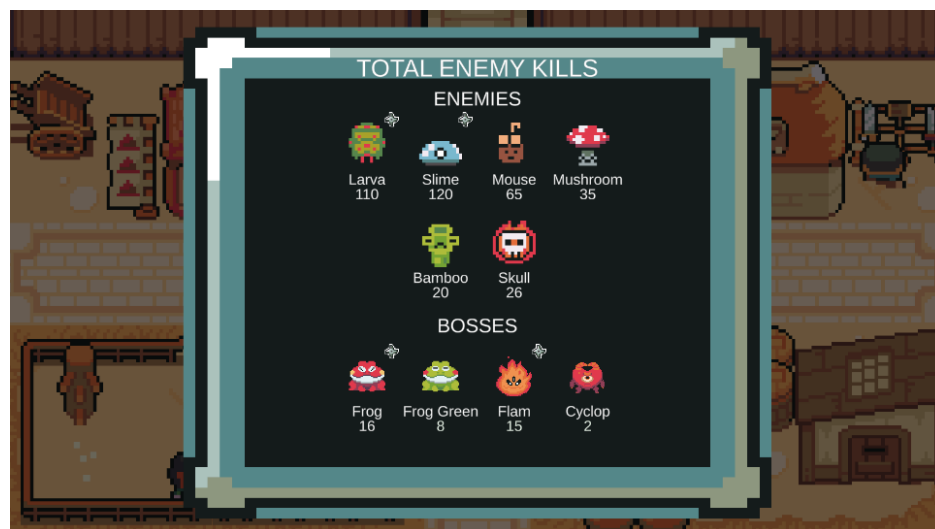 TOTAL ENEMY KILLS
ENEMIES
Larva Slime Mouse Mushroom
110 120 65 35
Bamboo Skull
20 26
BOSSES
Frog Frog Green Flam Cyclop
16 8 15 2